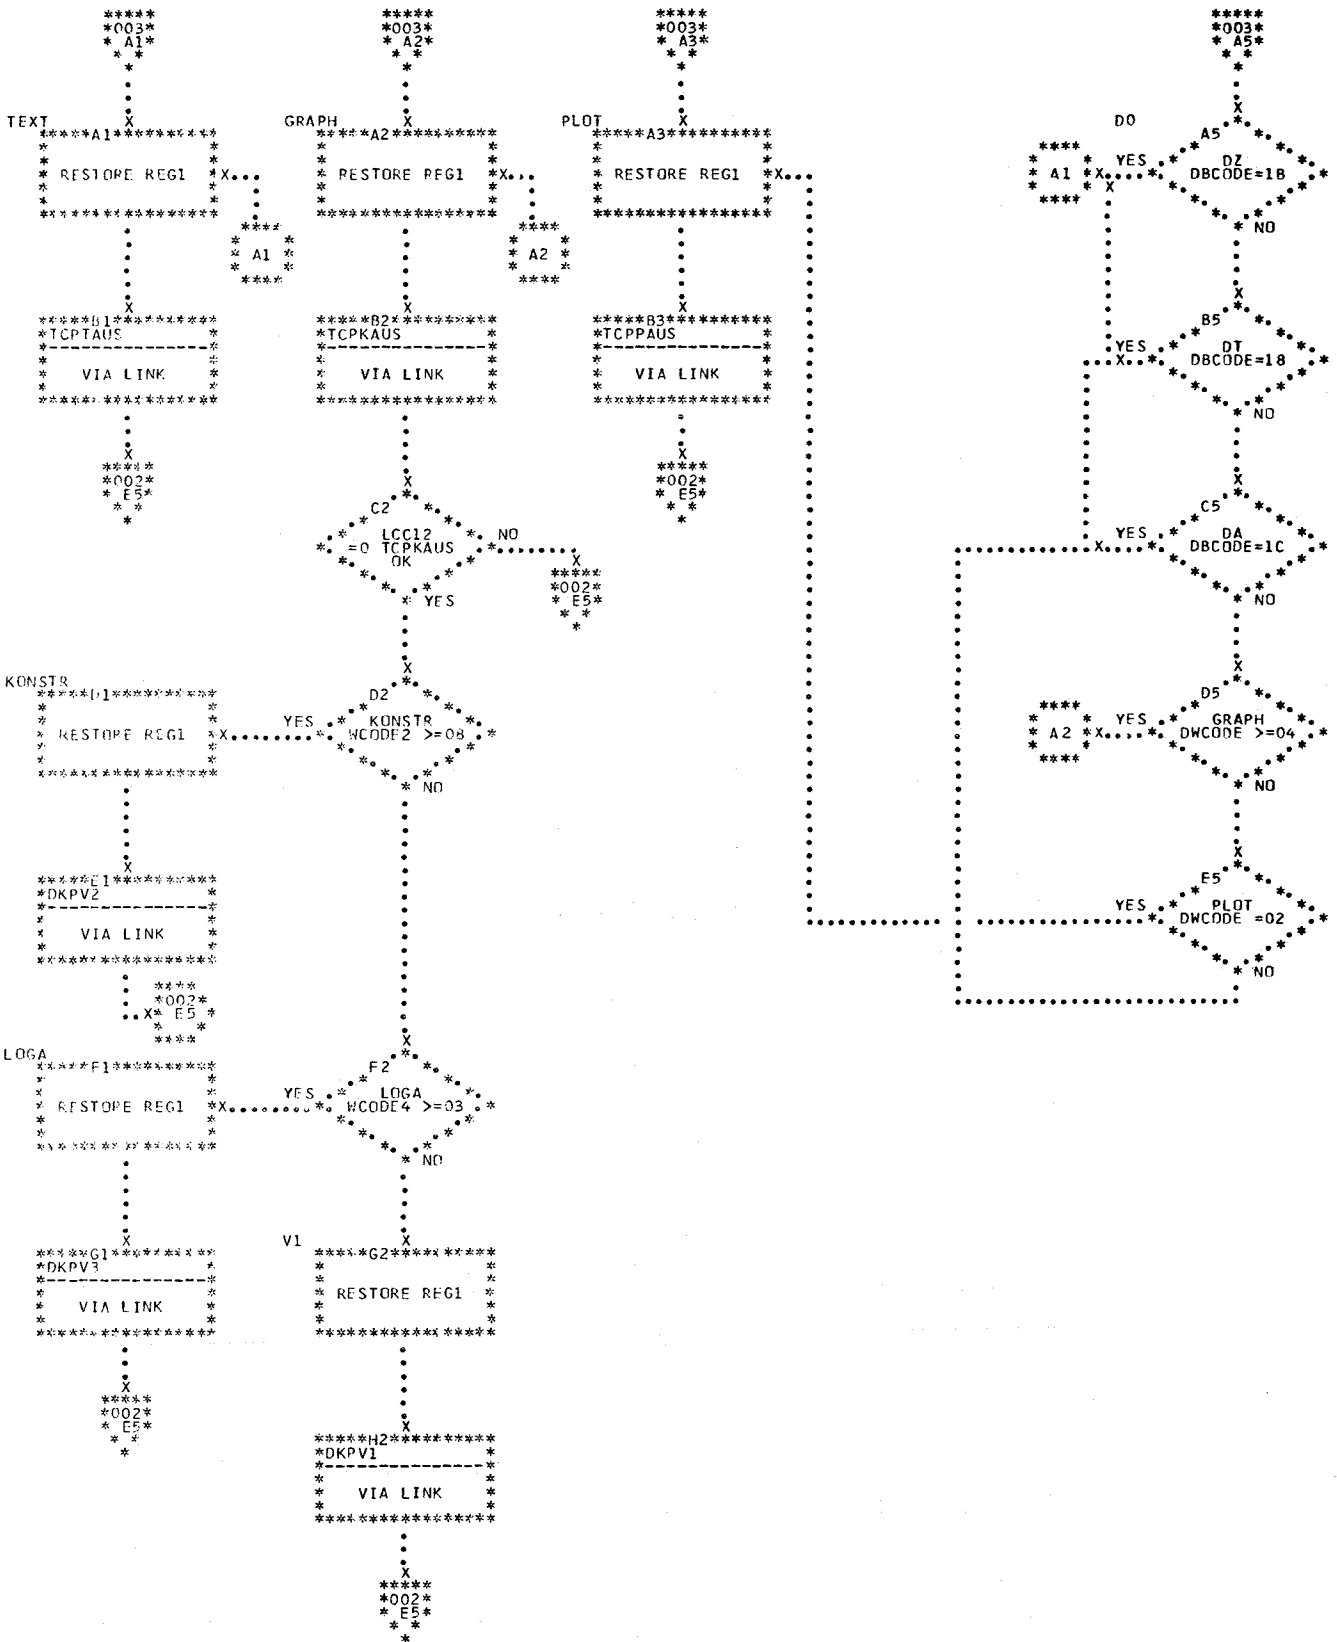 003
A1
003
A2
003
A3
003
A5
TEXT
A1
RESTORE REG1
A1
GRAPH
A2
RESTORE REG1
A2
PLOT
A3
RESTORE REG1
DO
A5
DZ
DBCODE=1B
YES
A1
NO
B1
TCPTAUS
VIA LINK
B2
TCPKAUS
VIA LINK
B3
TCPPAUS
VIA LINK
B5
DT
DBCODE=18
YES
NO
002
E5
002
E5
C2
LCC12
=0 TCPKAUS
OK
NO
YES
002
E5
C5
DA
DBCODE=1C
YES
NO
KONSTR
D1
RESTORE REG1
YES
D2
KONSTR
WCODE2 >=08
NO
A2
YES
D5
GRAPH
DWCODE >=04
NO
E1
DKPV2
VIA LINK
002
E5
E5
PLOT
DWCODE =02
YES
NO
LOGA
F1
RESTORE REG1
YES
F2
LOGA
WCODE4 >=03
NO
G1
DKPV3
VIA LINK
002
E5
V1
G2
RESTORE REG1
H2
DKPV1
VIA LINK
002
E5